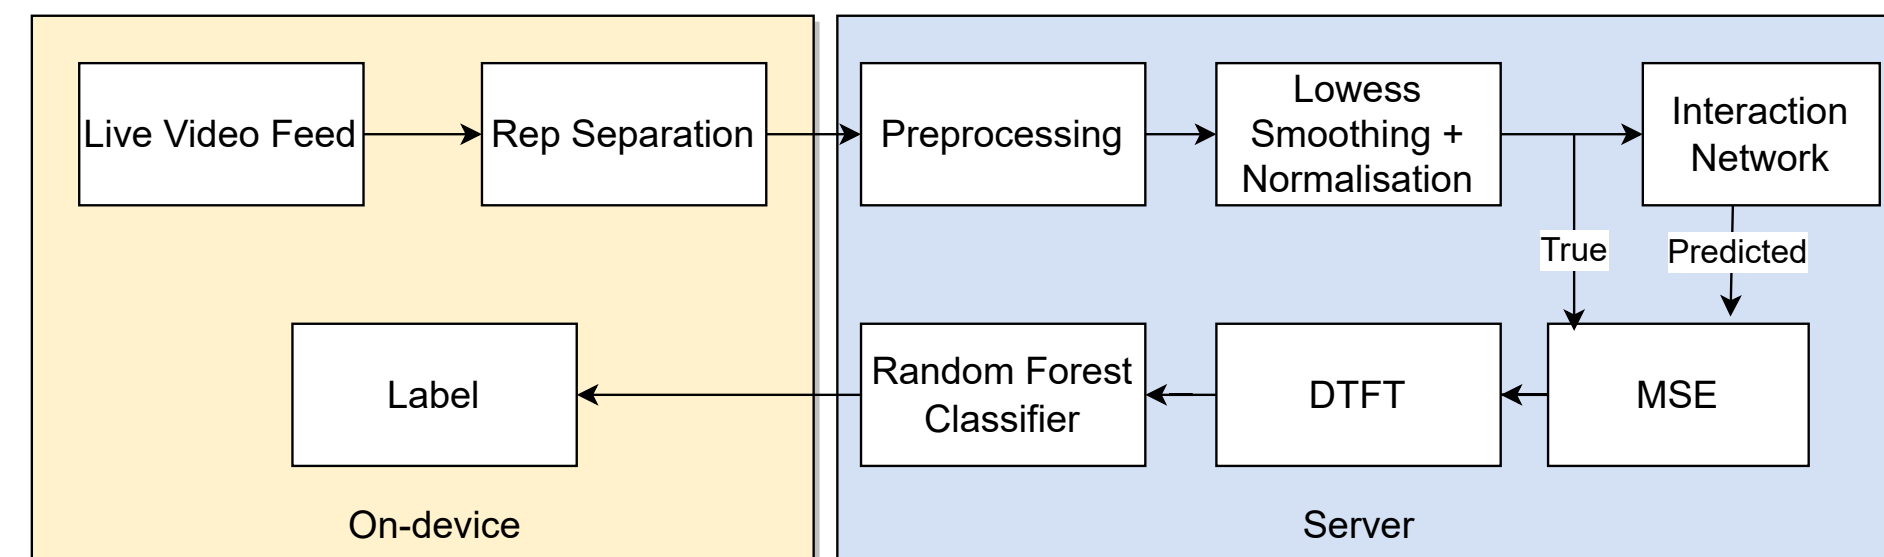 Live Video Feed
Rep Separation
Preprocessing
Lowess
Smoothing +
Normalisation
Interaction
Network
True
Predicted
Label
Random Forest
Classifier
DTFT
MSE
On-device
Server